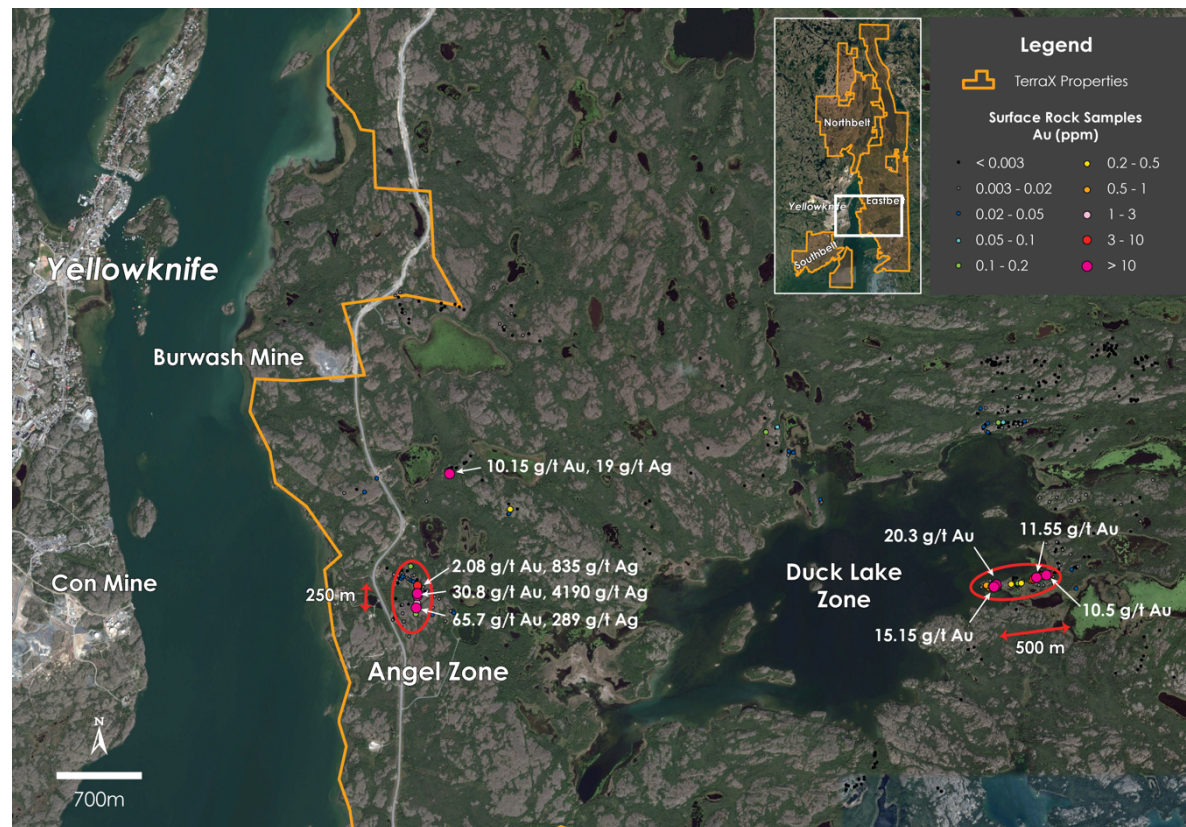 Legend
TerraX Properties
Surface Rock Samples
Au (ppm)
< 0.003
0.003 - 0.02
0.02 - 0.05
0.05 - 0.1
0.1 - 0.2
0.2 - 0.5
0.5 - 1
1 - 3
3 - 10
> 10
Northbelt
Yellowknife
Eastbelt
Southbelt
Yellowknife
Burwash Mine
10.15 g/t Au, 19 g/t Ag
Con Mine
250 m
2.08 g/t Au, 835 g/t Ag
30.8 g/t Au, 4190 g/t Ag
65.7 g/t Au, 289 g/t Ag
Angel Zone
Duck Lake
Zone
20.3 g/t Au
11.55 g/t Au
15.15 g/t Au
10.5 g/t Au
500 m
N
700m